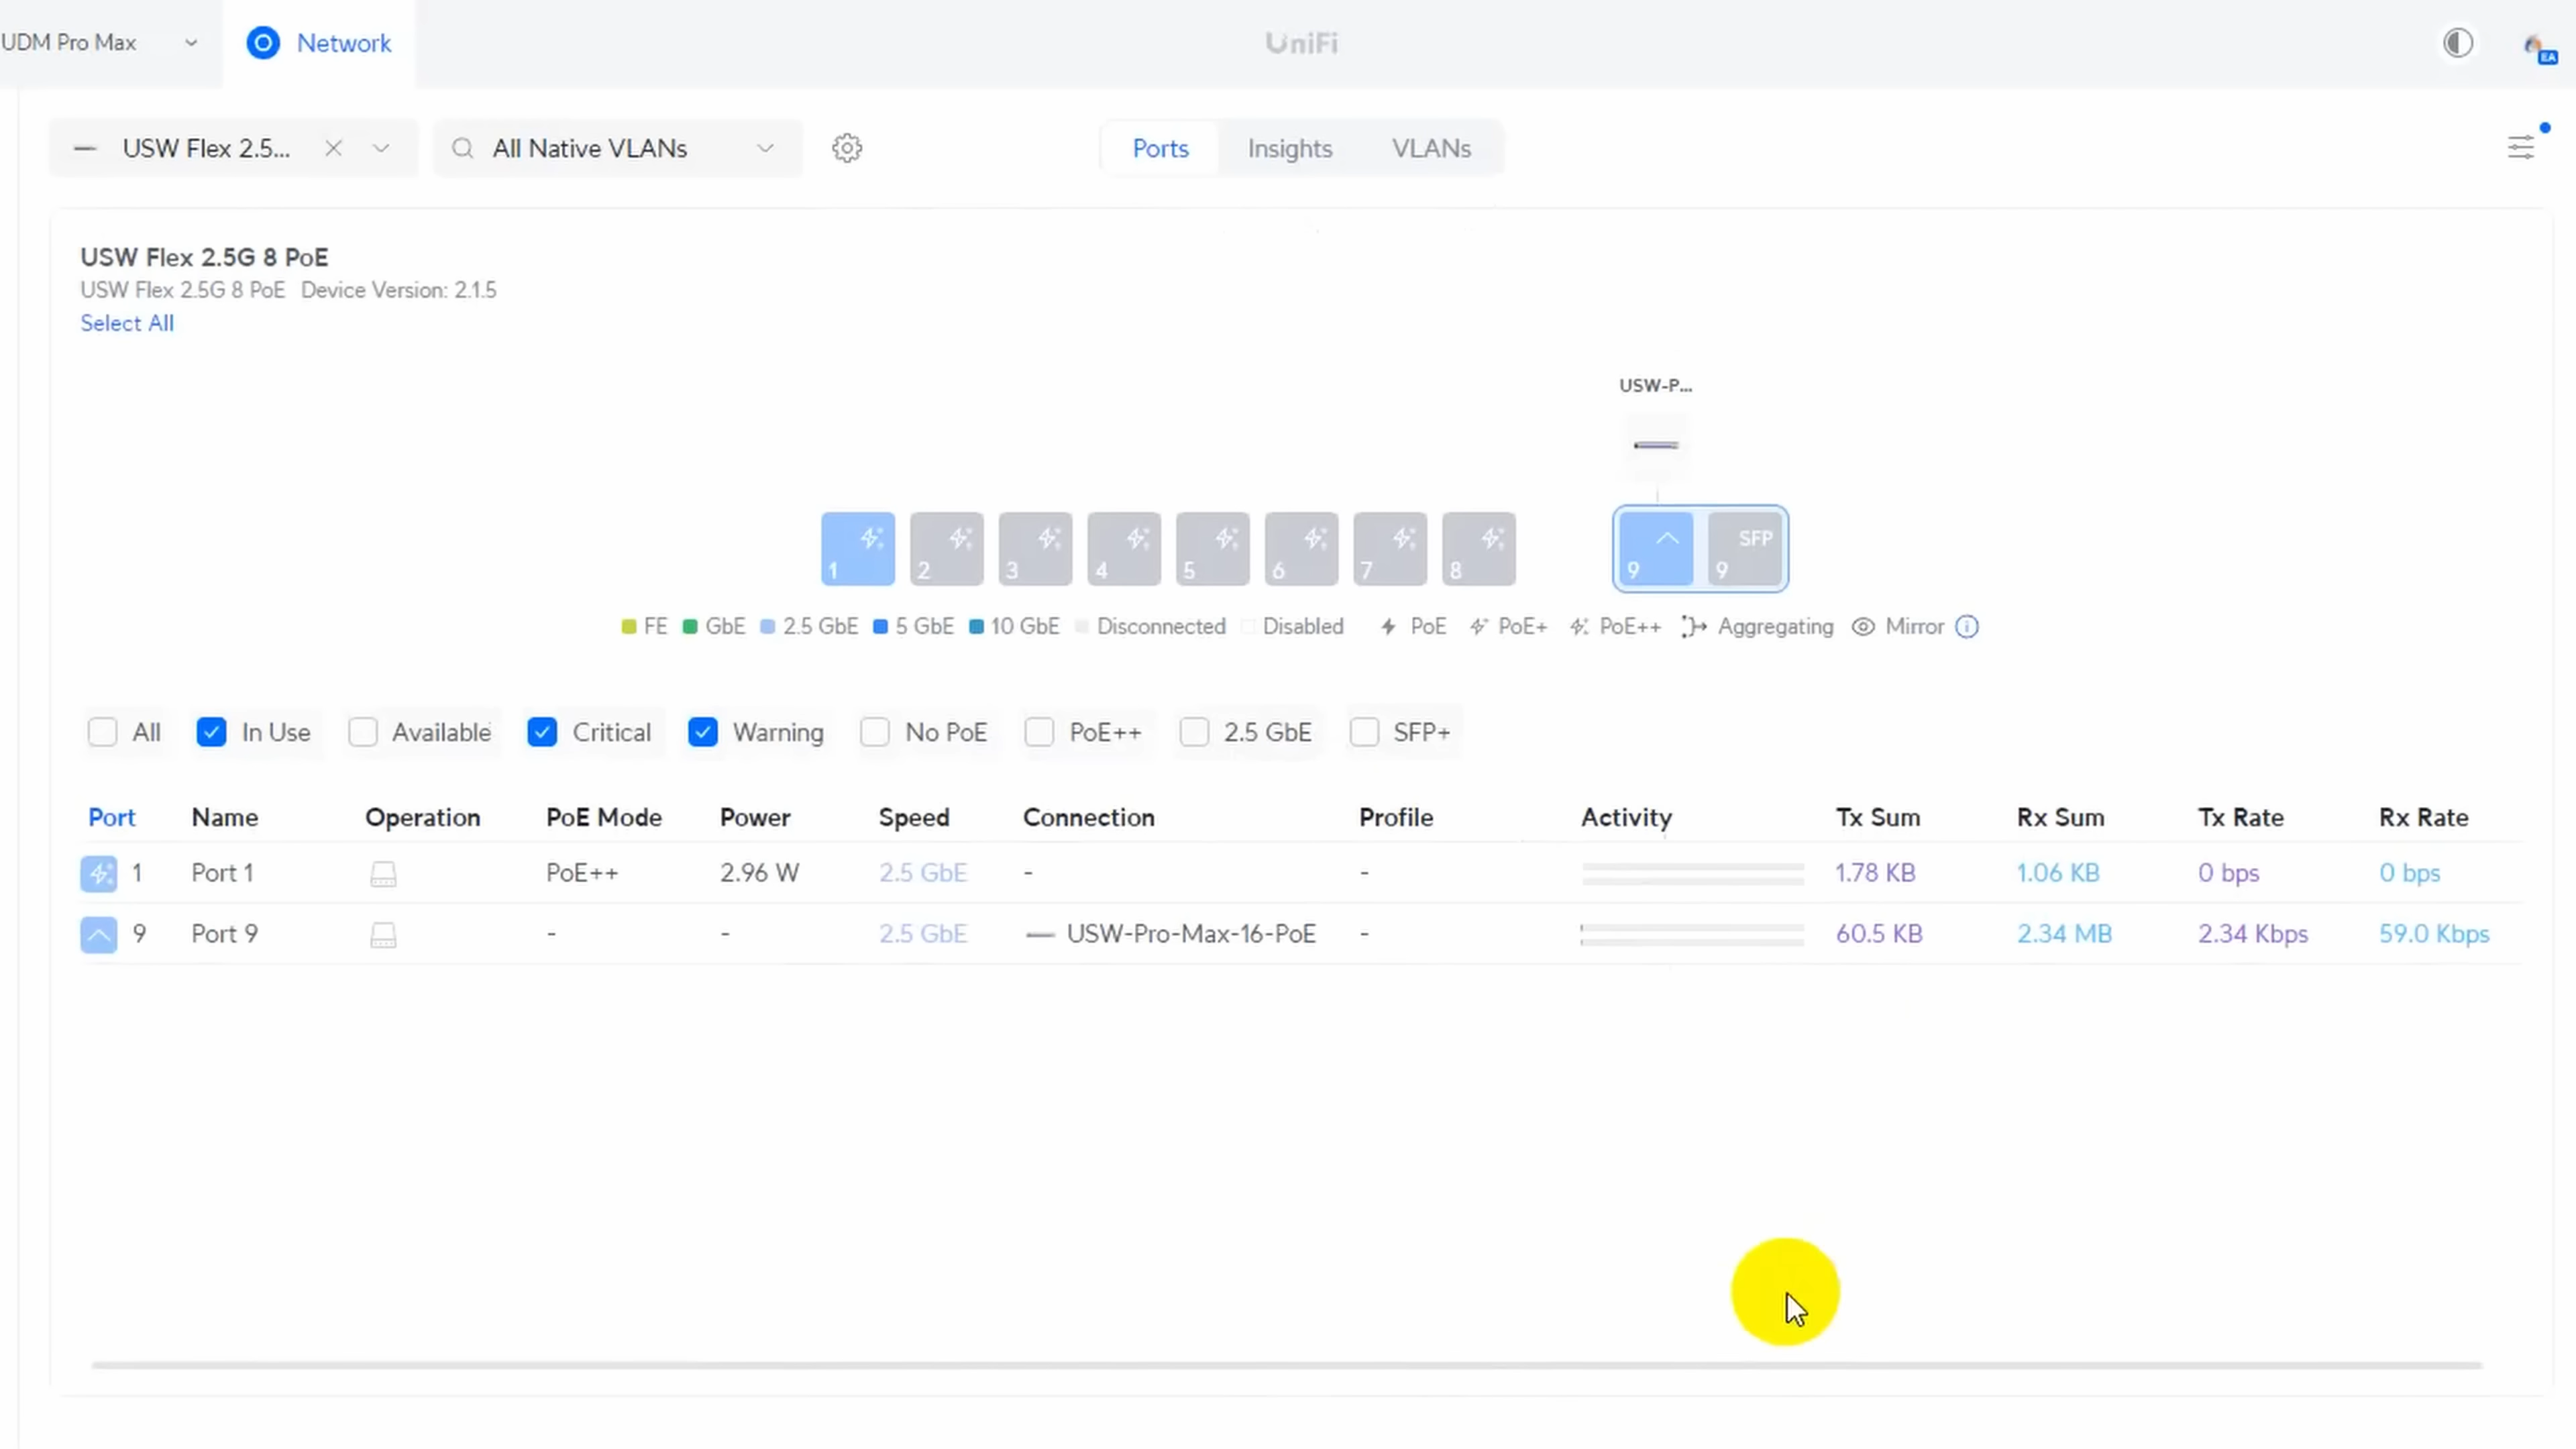 UDM Pro Max
Network
UniFi
EA
USW Flex 2.5...
All Native VLANs
Ports Insights VLANs
USW Flex 2.5G 8 PoE
USW Flex 2.5G 8 PoE Device Version: 2.1.5
Select All
USW-P...
1 2 3 4 5 6 7 8 9 SFP 9
FE GbE 2.5 GbE 5 GbE 10 GbE Disconnected Disabled PoE PoE+ PoE++ Aggregating Mirror
All In Use Available Critical Warning No PoE PoE++ 2.5 GbE SFP+
Port Name Operation PoE Mode Power Speed Connection Profile Activity Tx Sum Rx Sum Tx Rate Rx Rate
1 Port 1 PoE++ 2.96 W 2.5 GbE - - 1.78 KB 1.06 KB 0 bps 0 bps
9 Port 9 - - 2.5 GbE USW-Pro-Max-16-PoE - 60.5 KB 2.34 MB 2.34 Kbps 59.0 Kbps